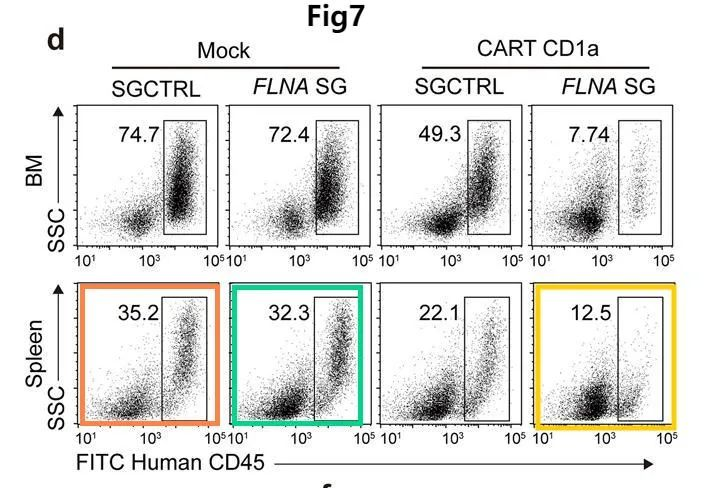 Fig7
d
Mock
CART CD1a
SGCTRL
FLNA SG
SGCTRL
FLNA SG
BM
SSC
74.7
72.4
49.3
7.74
10¹ 10³ 10⁵
10¹ 10³ 10⁵
10¹ 10³ 10⁵
10¹ 10³ 10⁵
Spleen
SSC
35.2
32.3
22.1
12.5
10¹ 10³ 10⁵
10¹ 10³ 10⁵
10¹ 10³ 10⁵
10¹ 10³ 10⁵
FITC Human CD45